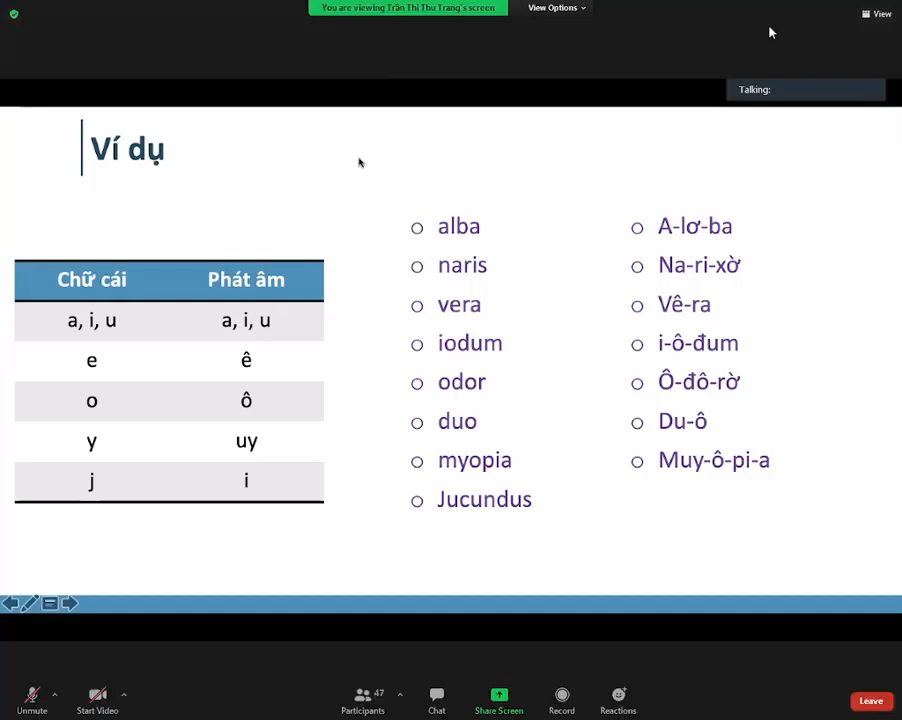 You are viewing Trần Thị Thu Trang's screen
View Options
View
Talking:
Ví dụ
Chữ cái Phát âm
a, i, u a, i, u
e ê
o ô
y uy
j i
alba
naris
vera
iodum
odor
duo
myopia
Jucundus
A-lơ-ba
Na-ri-xờ
Vê-ra
i-ô-đum
Ô-đô-rờ
Du-ô
Muy-ô-pi-a
Unmute
Start Video
47
Participants
Chat
Share Screen
Record
Reactions
Leave